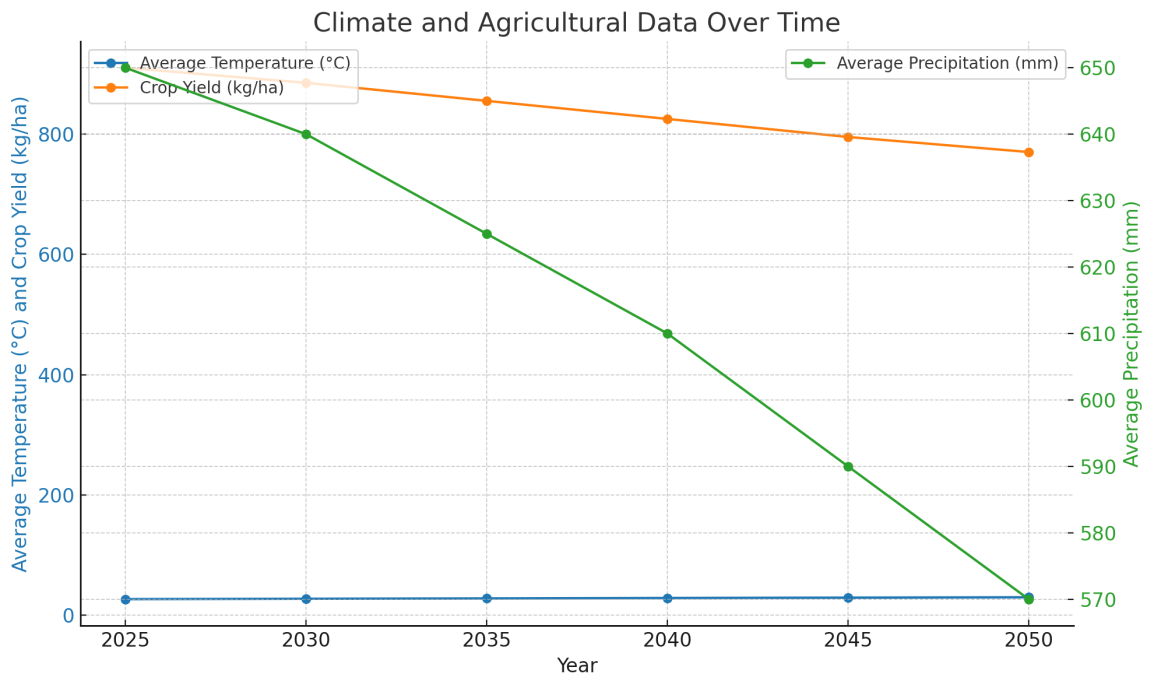 Climate and Agricultural Data Over Time
Average Temperature (°C)
Crop Yield (kg/ha)
Average Precipitation (mm)
Average Temperature (°C) and Crop Yield (kg/ha)
800
600
400
200
0
650
640
630
620
610
600
590
580
570
Average Precipitation (mm)
2025 2030 2035 2040 2045 2050
Year